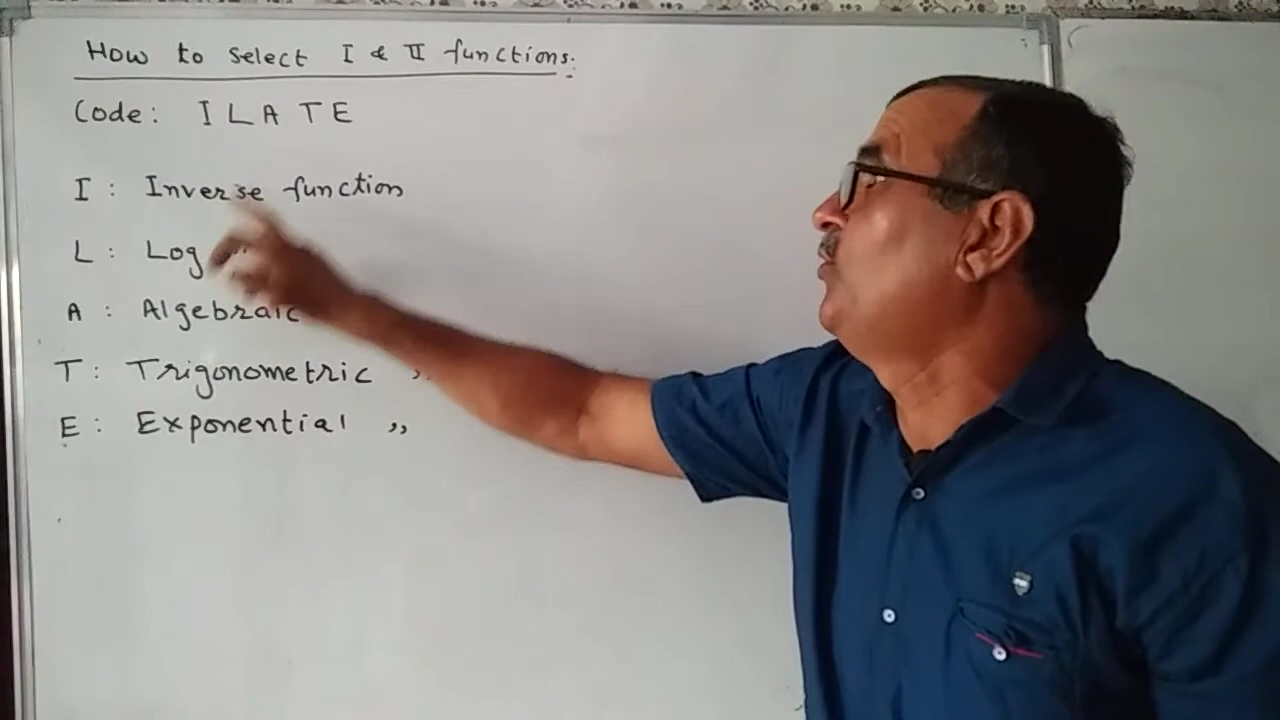 How to select I & II functions:
Code: I L A T E
I : Inverse function
L : Log
A : Algebraic
T : Trigonometric ,,
E : Exponential ,,